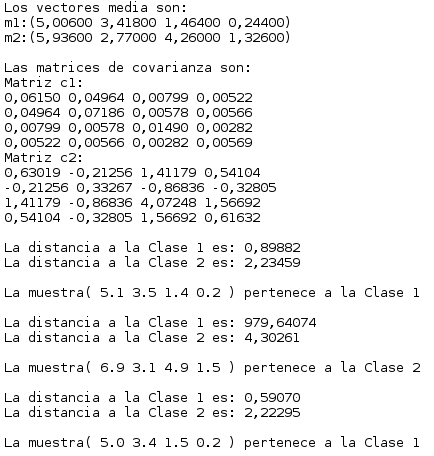 Los vectores media son:
m1:(5,00600 3,41800 1,46400 0,24400)
m2:(5,93600 2,77000 4,26000 1,32600)
Las matrices de covarianza son:
Matriz c1:
0,06150 0,04964 0,00799 0,00522
0,04964 0,07186 0,00578 0,00566
0,00799 0,00578 0,01490 0,00282
0,00522 0,00566 0,00282 0,00569
Matriz c2:
0,63019 -0,21256 1,41179 0,54104
-0,21256 0,33267 -0,86836 -0,32805
1,41179 -0,86836 4,07248 1,56692
0,54104 -0,32805 1,56692 0,61632
La distancia a la Clase 1 es: 0,89882
La distancia a la Clase 2 es: 2,23459
La muestra( 5.1 3.5 1.4 0.2 ) pertenece a la Clase 1
La distancia a la Clase 1 es: 979,64074
La distancia a la Clase 2 es: 4,30261
La muestra( 6.9 3.1 4.9 1.5 ) pertenece a la Clase 2
La distancia a la Clase 1 es: 0,59070
La distancia a la Clase 2 es: 2,22295
La muestra( 5.0 3.4 1.5 0.2 ) pertenece a la Clase 1